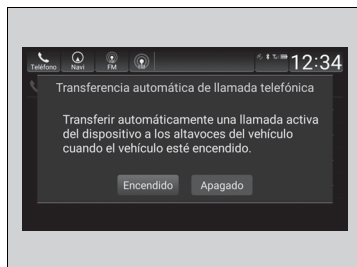 Teléfono Navi FM 12:34
Transferencia automática de llamada telefónica
Transferir automáticamente una llamada activa
del dispositivo a los altavoces del vehículo
cuando el vehículo esté encendido.
Encendido Apagado